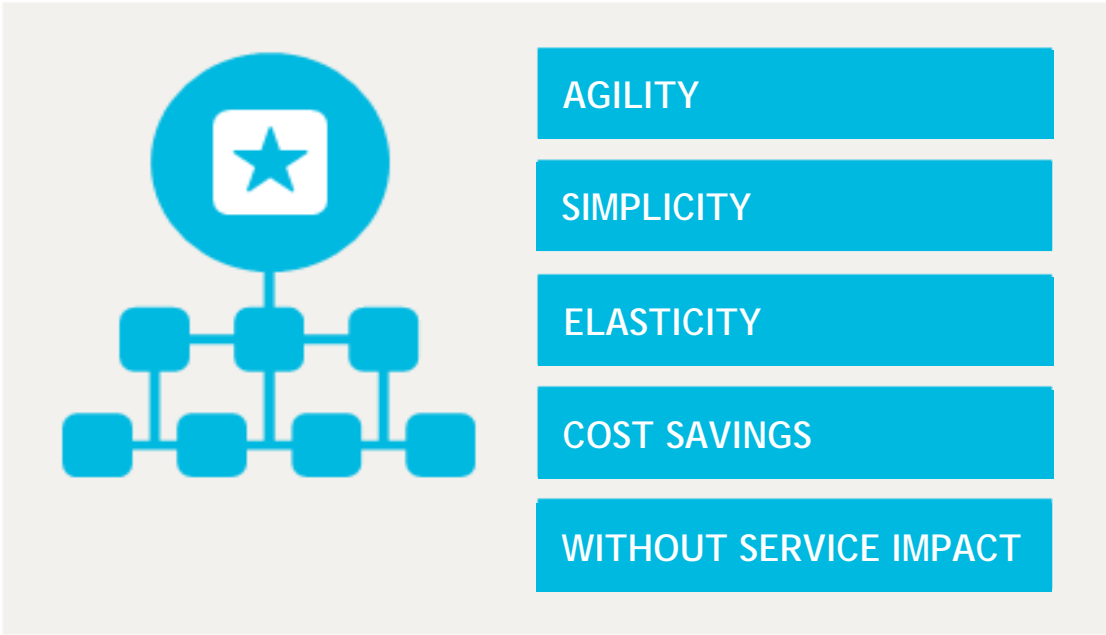 AGILITY
SIMPLICITY
ELASTICITY
COST SAVINGS
WITHOUT SERVICE IMPACT